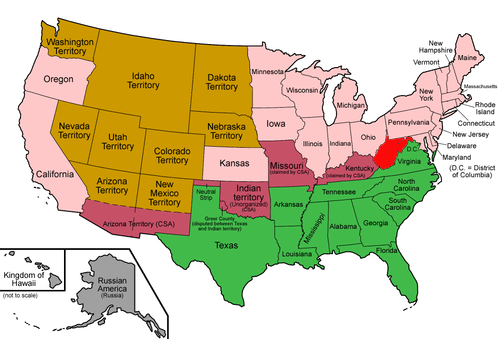 Washington
Territory
Oregon
Idaho
Territory
Dakota
Territory
Minnesota
Wisconsin
Michigan
New
Hampshire
Vermont
Maine
Massachusetts
New
York
Rhode
Island
Connecticut
New Jersey
Delaware
Maryland
(D.C. = District
of Columbia)
Pennsylvania
Nevada
Territory
Utah
Territory
Nebraska
Territory
Iowa
Illinois
Indiana
Ohio
D.C.
Virginia
California
Colorado
Territory
Kansas
Missouri
(claimed by CSA)
Kentucky
(claimed by CSA)
Arizona
Territory
New
Mexico
Territory
Neutral
Strip
Indian
territory
(Unorganized)
(CSA)
Arkansas
Tennessee
North
Carolina
South
Carolina
Arizona Territory (CSA)
Greer County
(disputed between Texas
and Indian territory)
Texas
Louisiana
Mississippi
Alabama
Georgia
Florida
Kingdom of
Hawaii
(not to scale)
Russian
America
(Russia)